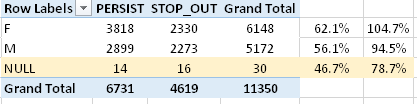 Row Labels PERSIST STOP_OUT Grand Total
F 3818 2330 6148 62.1% 104.7%
M 2899 2273 5172 56.1% 94.5%
NULL 14 16 30 46.7% 78.7%
Grand Total 6731 4619 11350